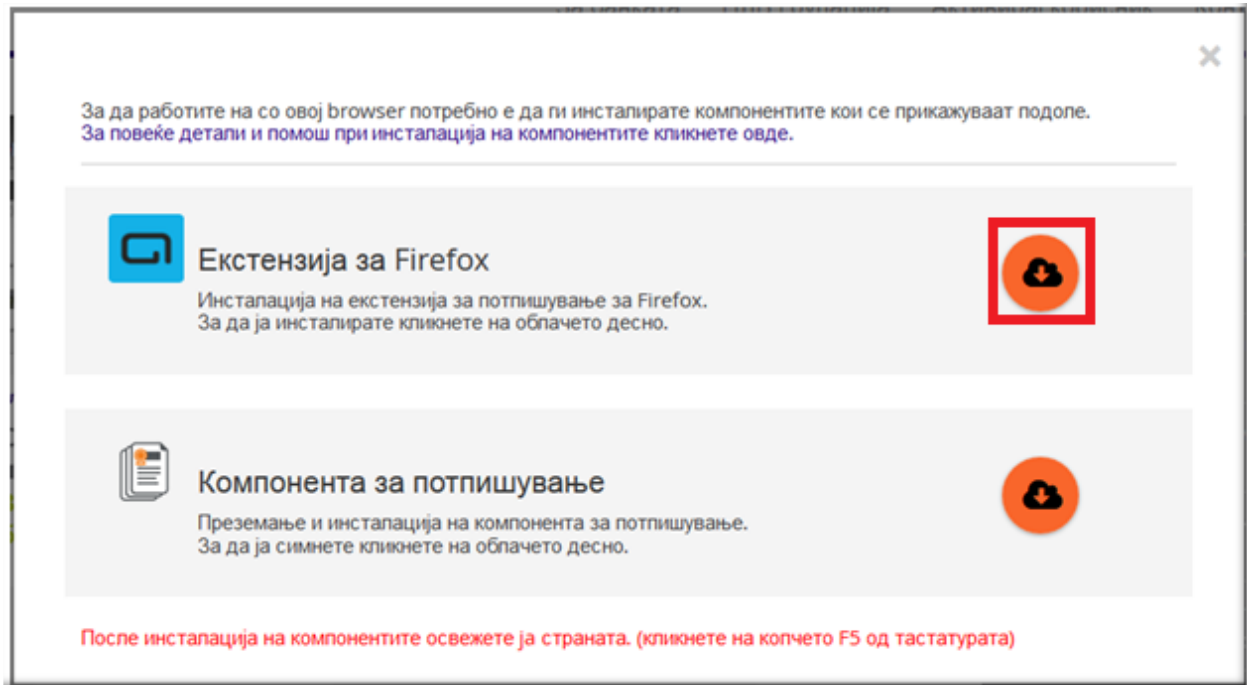 За да работите на со овој browser потребно е да ги инсталирате компонентите кои се прикажуваат подоле.
За повеќе детали и помош при инсталација на компонентите кликнете овде.
Екстензија за Firefox
Инсталација на екстензија за потпишување за Firefox.
За да ја инсталирате кликнете на облачето десно.
Компонента за потпишување
Преземање и инсталација на компонента за потпишување.
За да ја симнете кликнете на облачето десно.
После инсталација на компонентите освежете ја страната. (кликнете на копчето F5 од тастатурата)